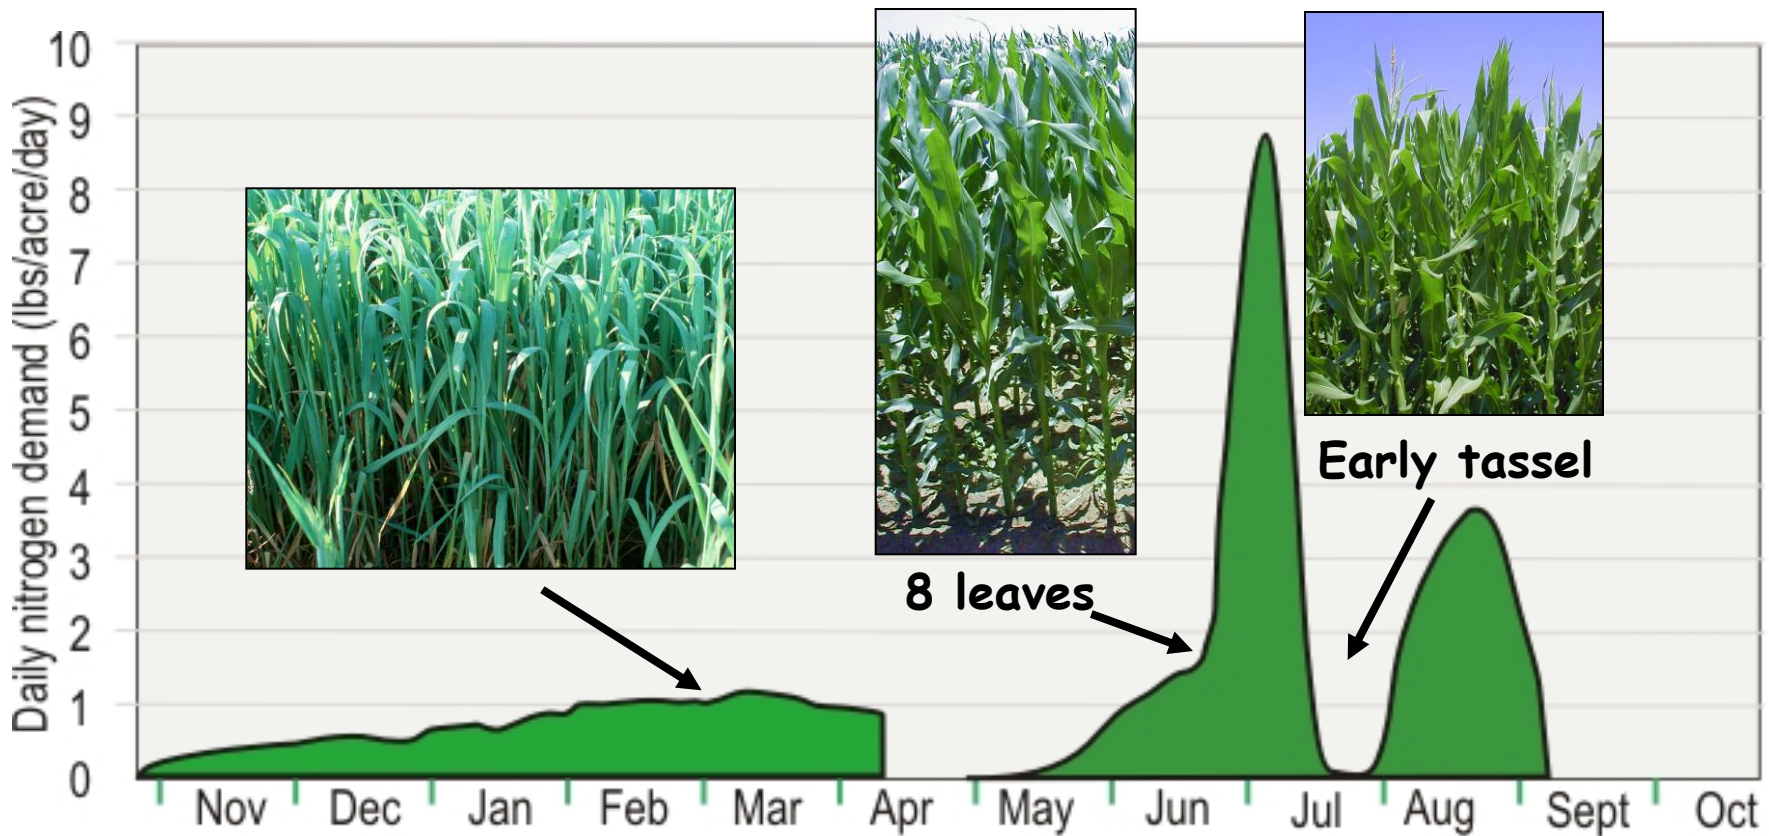 Daily nitrogen demand (lbs/acre/day)
10
9
8
7
6
5
4
3
2
1
0
8 leaves
Early tassel
Nov Dec Jan Feb Mar Apr May Jun Jul Aug Sept Oct